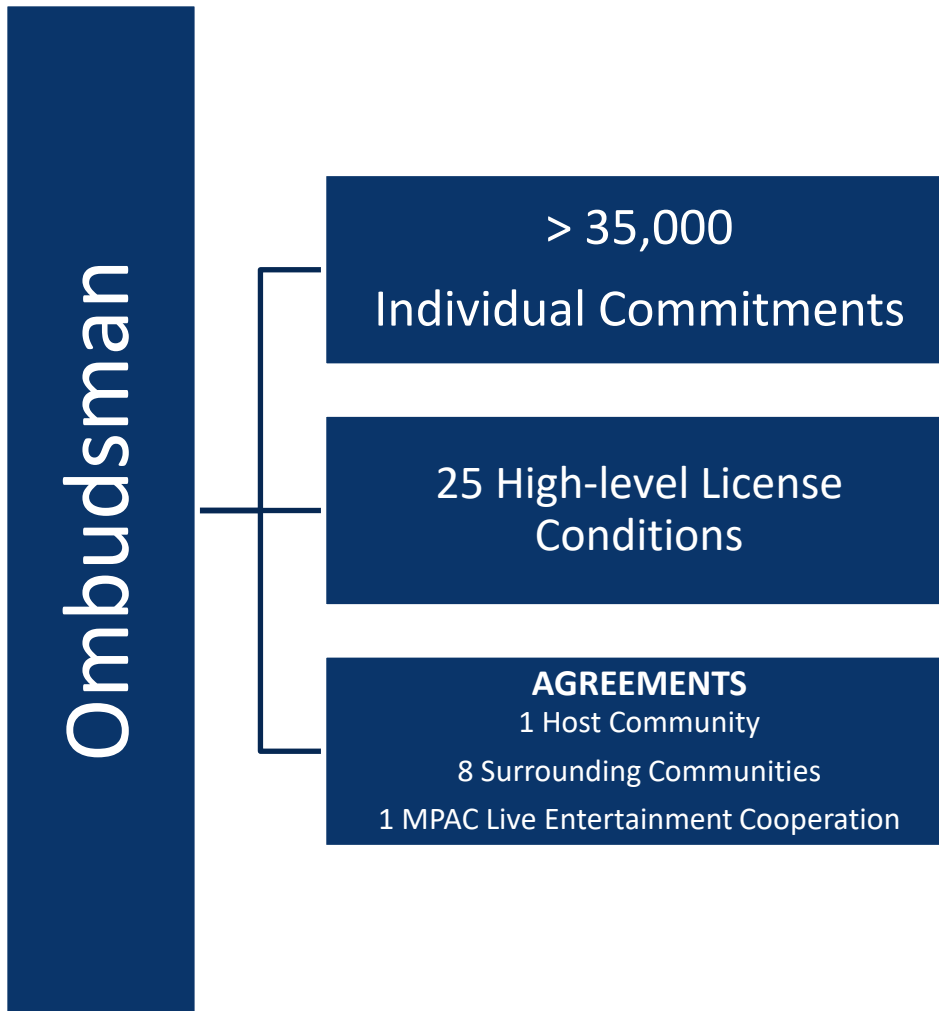 Ombudsman
> 35,000
Individual Commitments
25 High-level License
Conditions
AGREEMENTS
1 Host Community
8 Surrounding Communities
1 MPAC Live Entertainment Cooperation